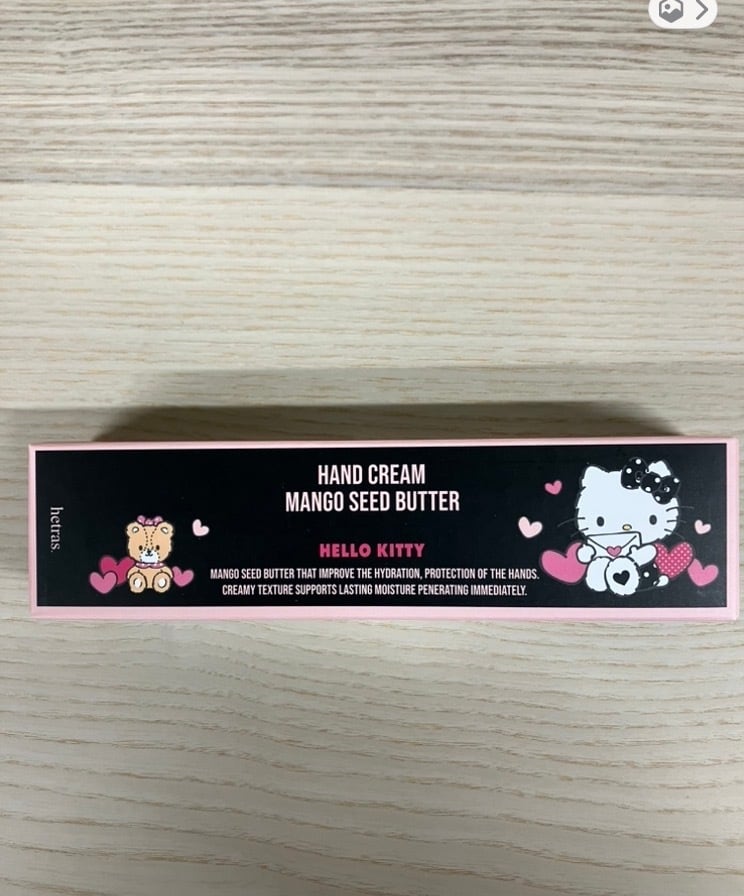 HAND CREAM
MANGO SEED BUTTER
hetras.
HELLO KITTY
MANGO SEED BUTTER THAT IMPROVE THE HYDRATION, PROTECTION OF THE HANDS.
CREAMY TEXTURE SUPPORTS LASTING MOISTURE PENERATING IMMEDIATELY.